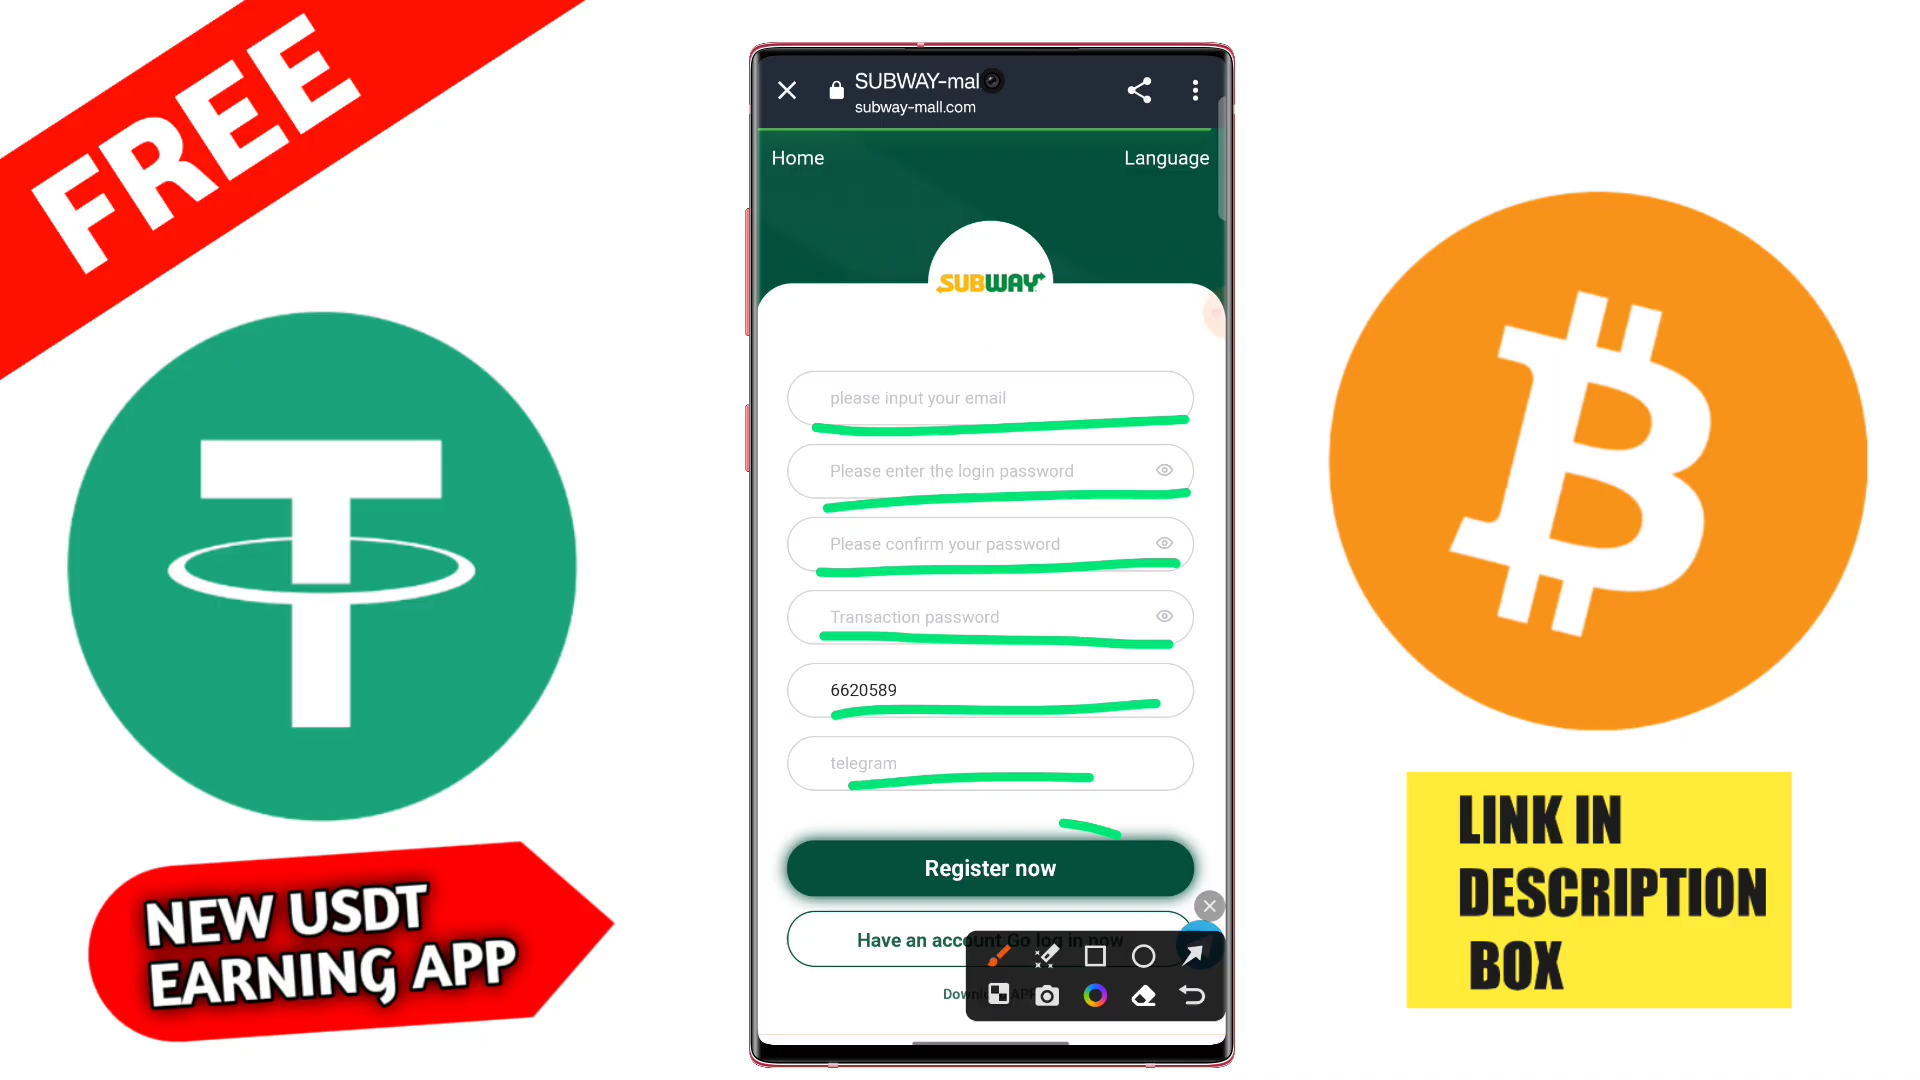 FREE
SUBWAY-mal
subway-mall.com
Home
Language
SUBWAY
please input your email
Please enter the login password
Please confirm your password
Transaction password
6620589
telegram
Register now
Have an account,Go log in now
NEW USDT
EARNING APP
LINK IN
DESCRIPTION
BOX